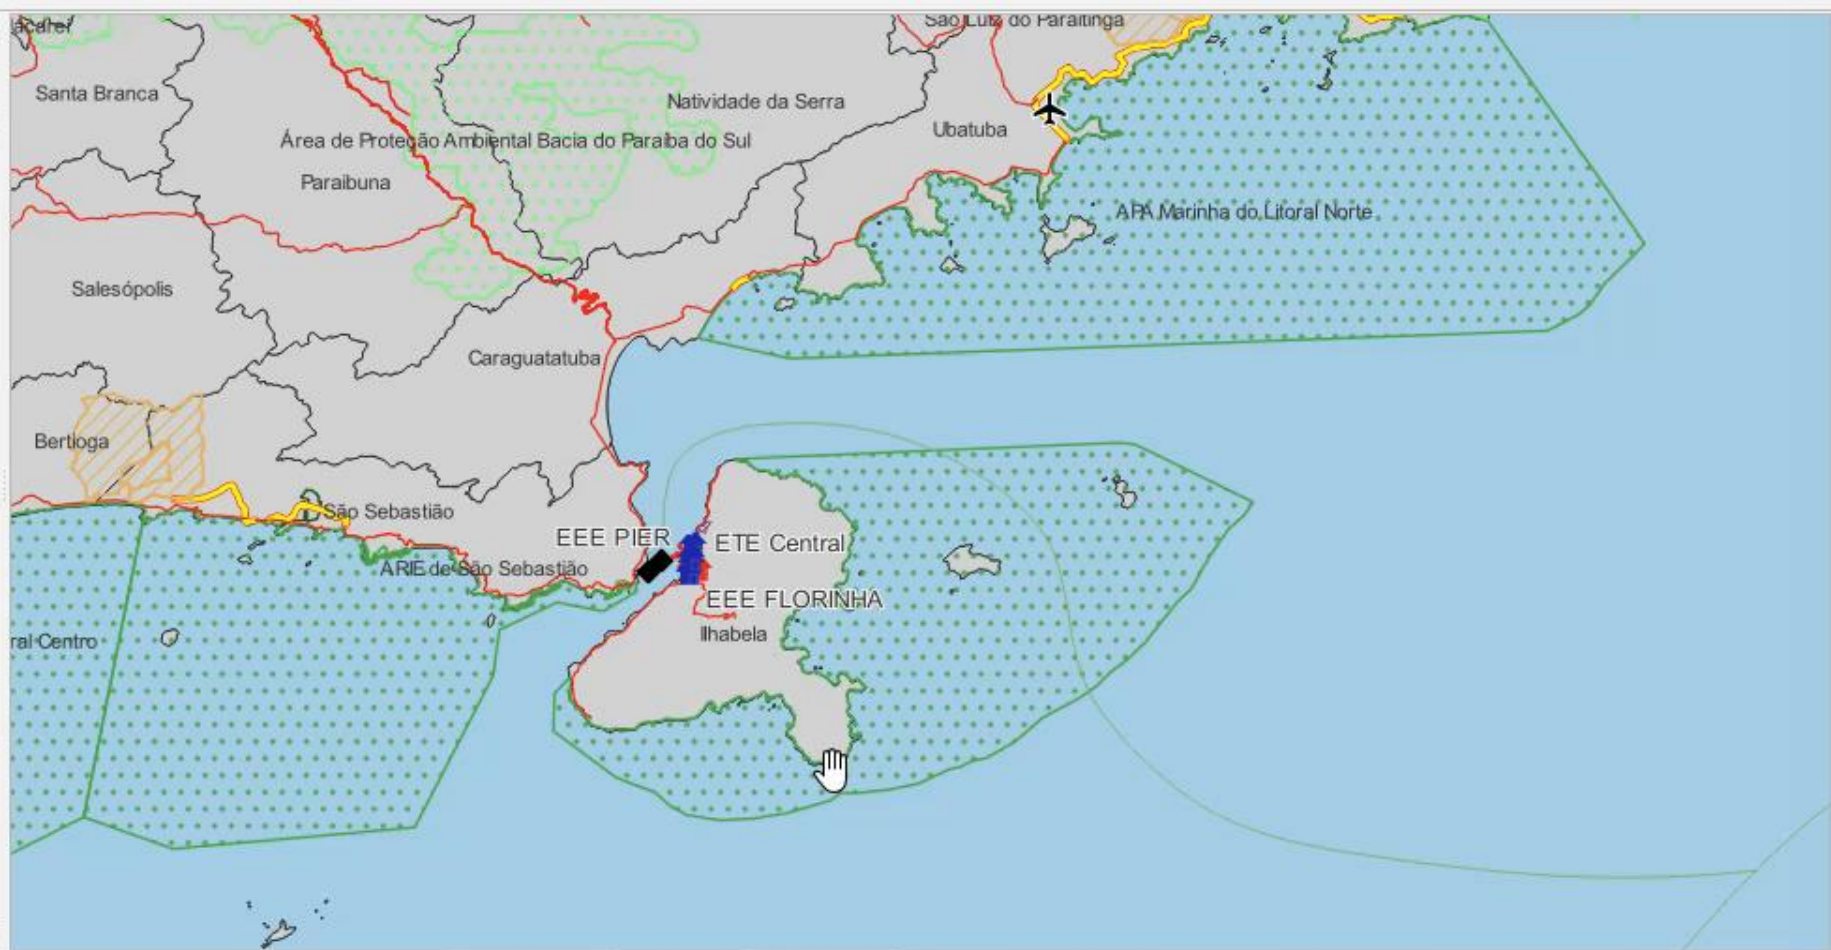 São Luiz do Paraitinga
Santa Branca
Natividade da Serra
Ubatuba
Área de Proteção Ambiental Bacia do Paraíba do Sul
Paraibuna
APA Marinha do Litoral Norte
Salesópolis
Caraguatatuba
Bertioga
São Sebastião
EEE PIER
ETE Central
ARIE de São Sebastião
EEE FLORINHA
Ilhabela
ral Centro